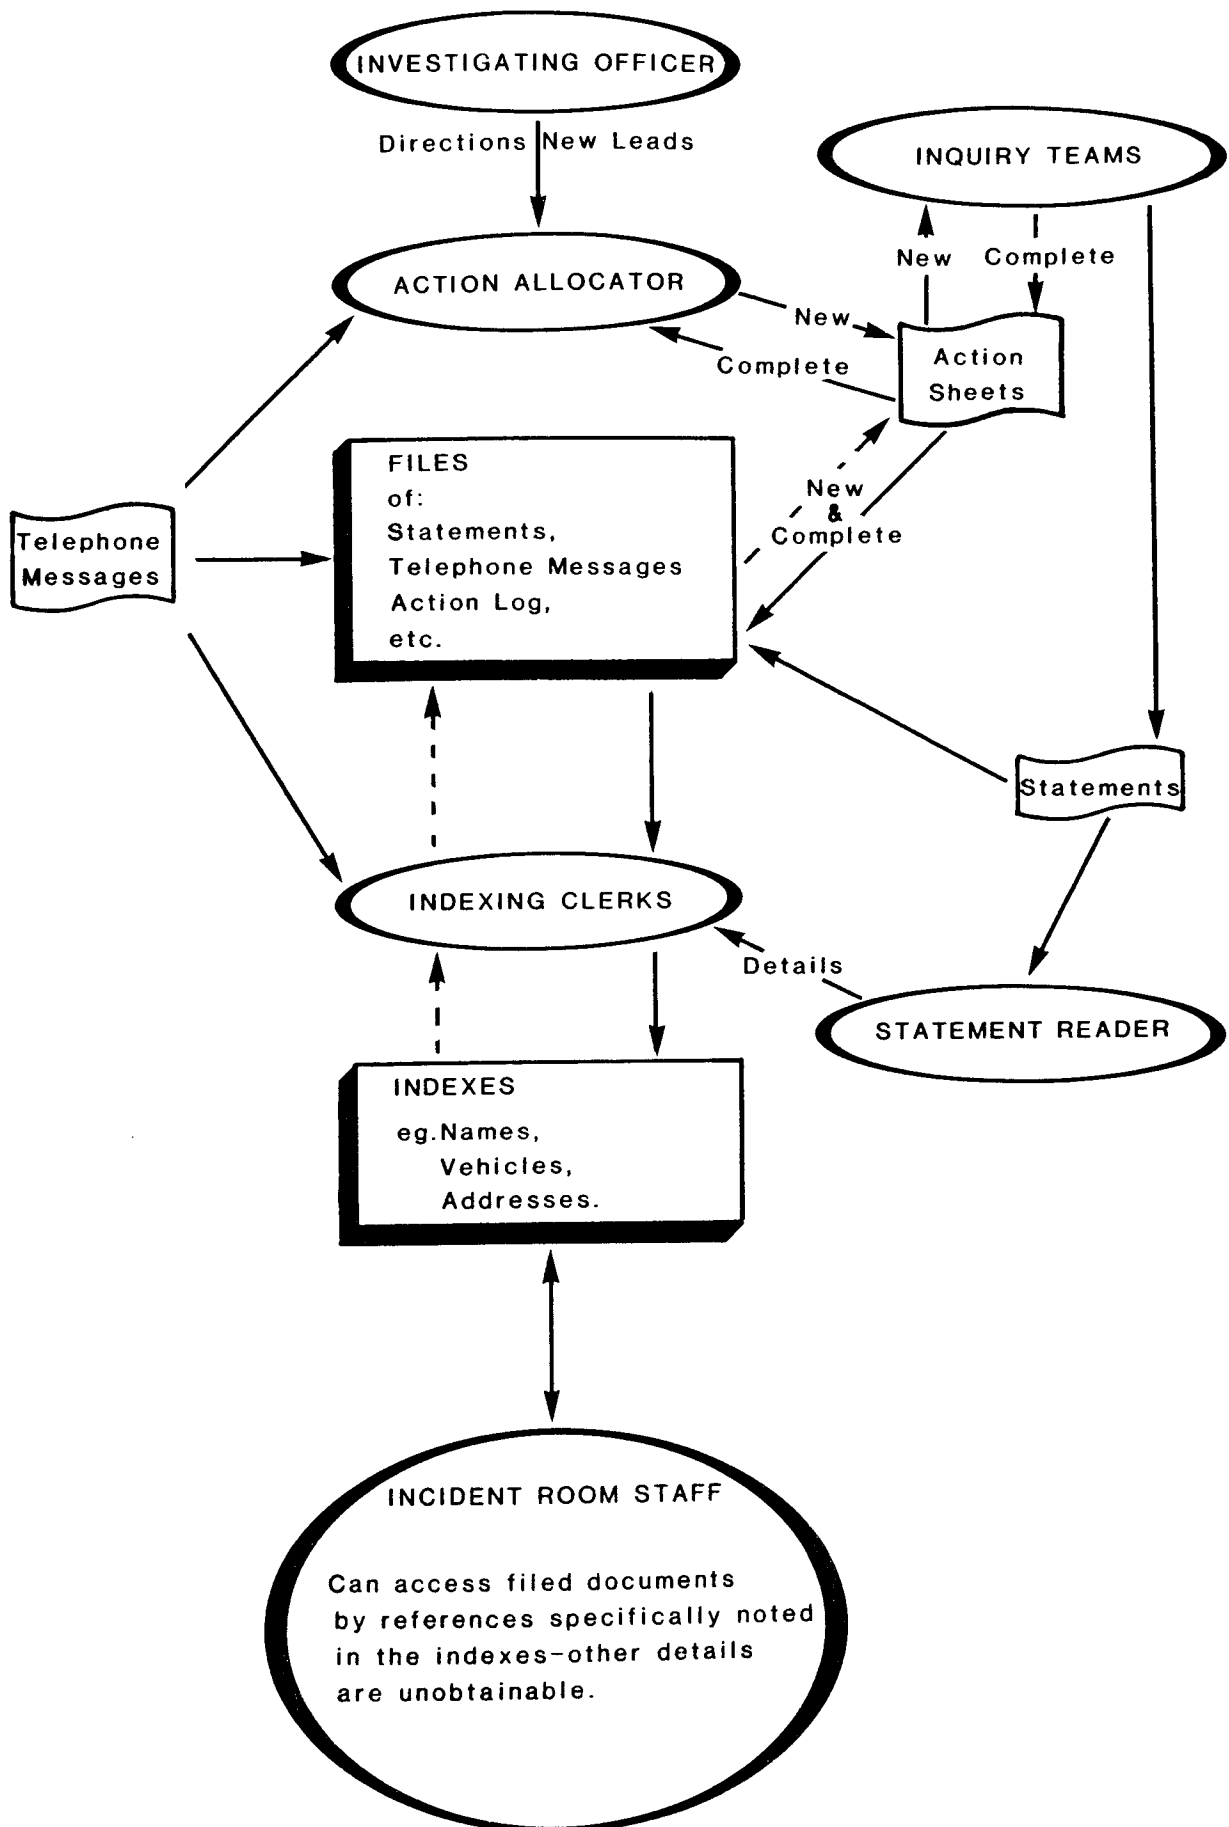 INVESTIGATING OFFICER
Directions New Leads
INQUIRY TEAMS
New Complete
ACTION ALLOCATOR
New
Complete
Action
Sheets
FILES
of:
Statements,
Telephone Messages
Action Log,
etc.
New
&
Complete
Telephone
Messages
Statements
INDEXING CLERKS
Details
STATEMENT READER
INDEXES
eg.Names,
Vehicles,
Addresses.
INCIDENT ROOM STAFF
Can access filed documents
by references specifically noted
in the indexes-other details
are unobtainable.